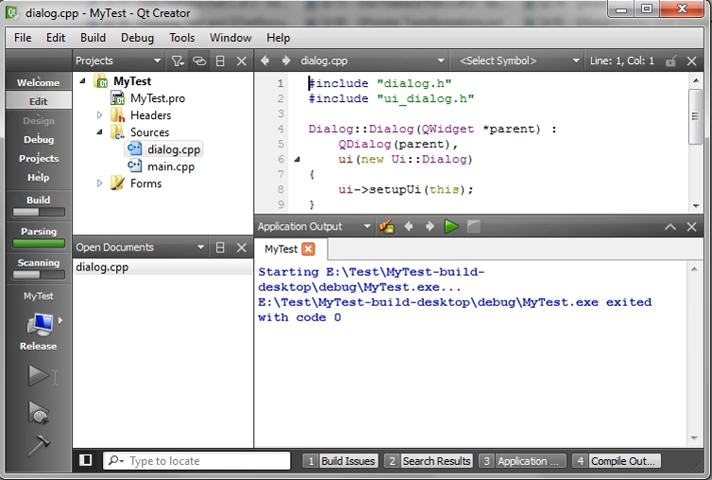 dialog.cpp - MyTest - Qt Creator
File Edit Build Debug Tools Window Help
Projects
dialog.cpp
<Select Symbol>
Line: 1, Col: 1
Welcome
Edit
Design
Debug
Projects
Help
Build
Parsing
Scanning
MyTest
Release
MyTest
MyTest.pro
Headers
Sources
dialog.cpp
main.cpp
Forms
Open Documents
dialog.cpp
1 #include "dialog.h"
2 #include "ui_dialog.h"
3
4 Dialog::Dialog(QWidget *parent) :
5 QDialog(parent),
6 ui(new Ui::Dialog)
7 {
8 ui->setupUi(this);
9 }
Application Output
MyTest
Starting E:\Test\MyTest-build-
desktop\debug\MyTest.exe...
E:\Test\MyTest-build-desktop\debug\MyTest.exe exited
with code 0
Type to locate
1 Build Issues
2 Search Results
3 Application ...
4 Compile Out...